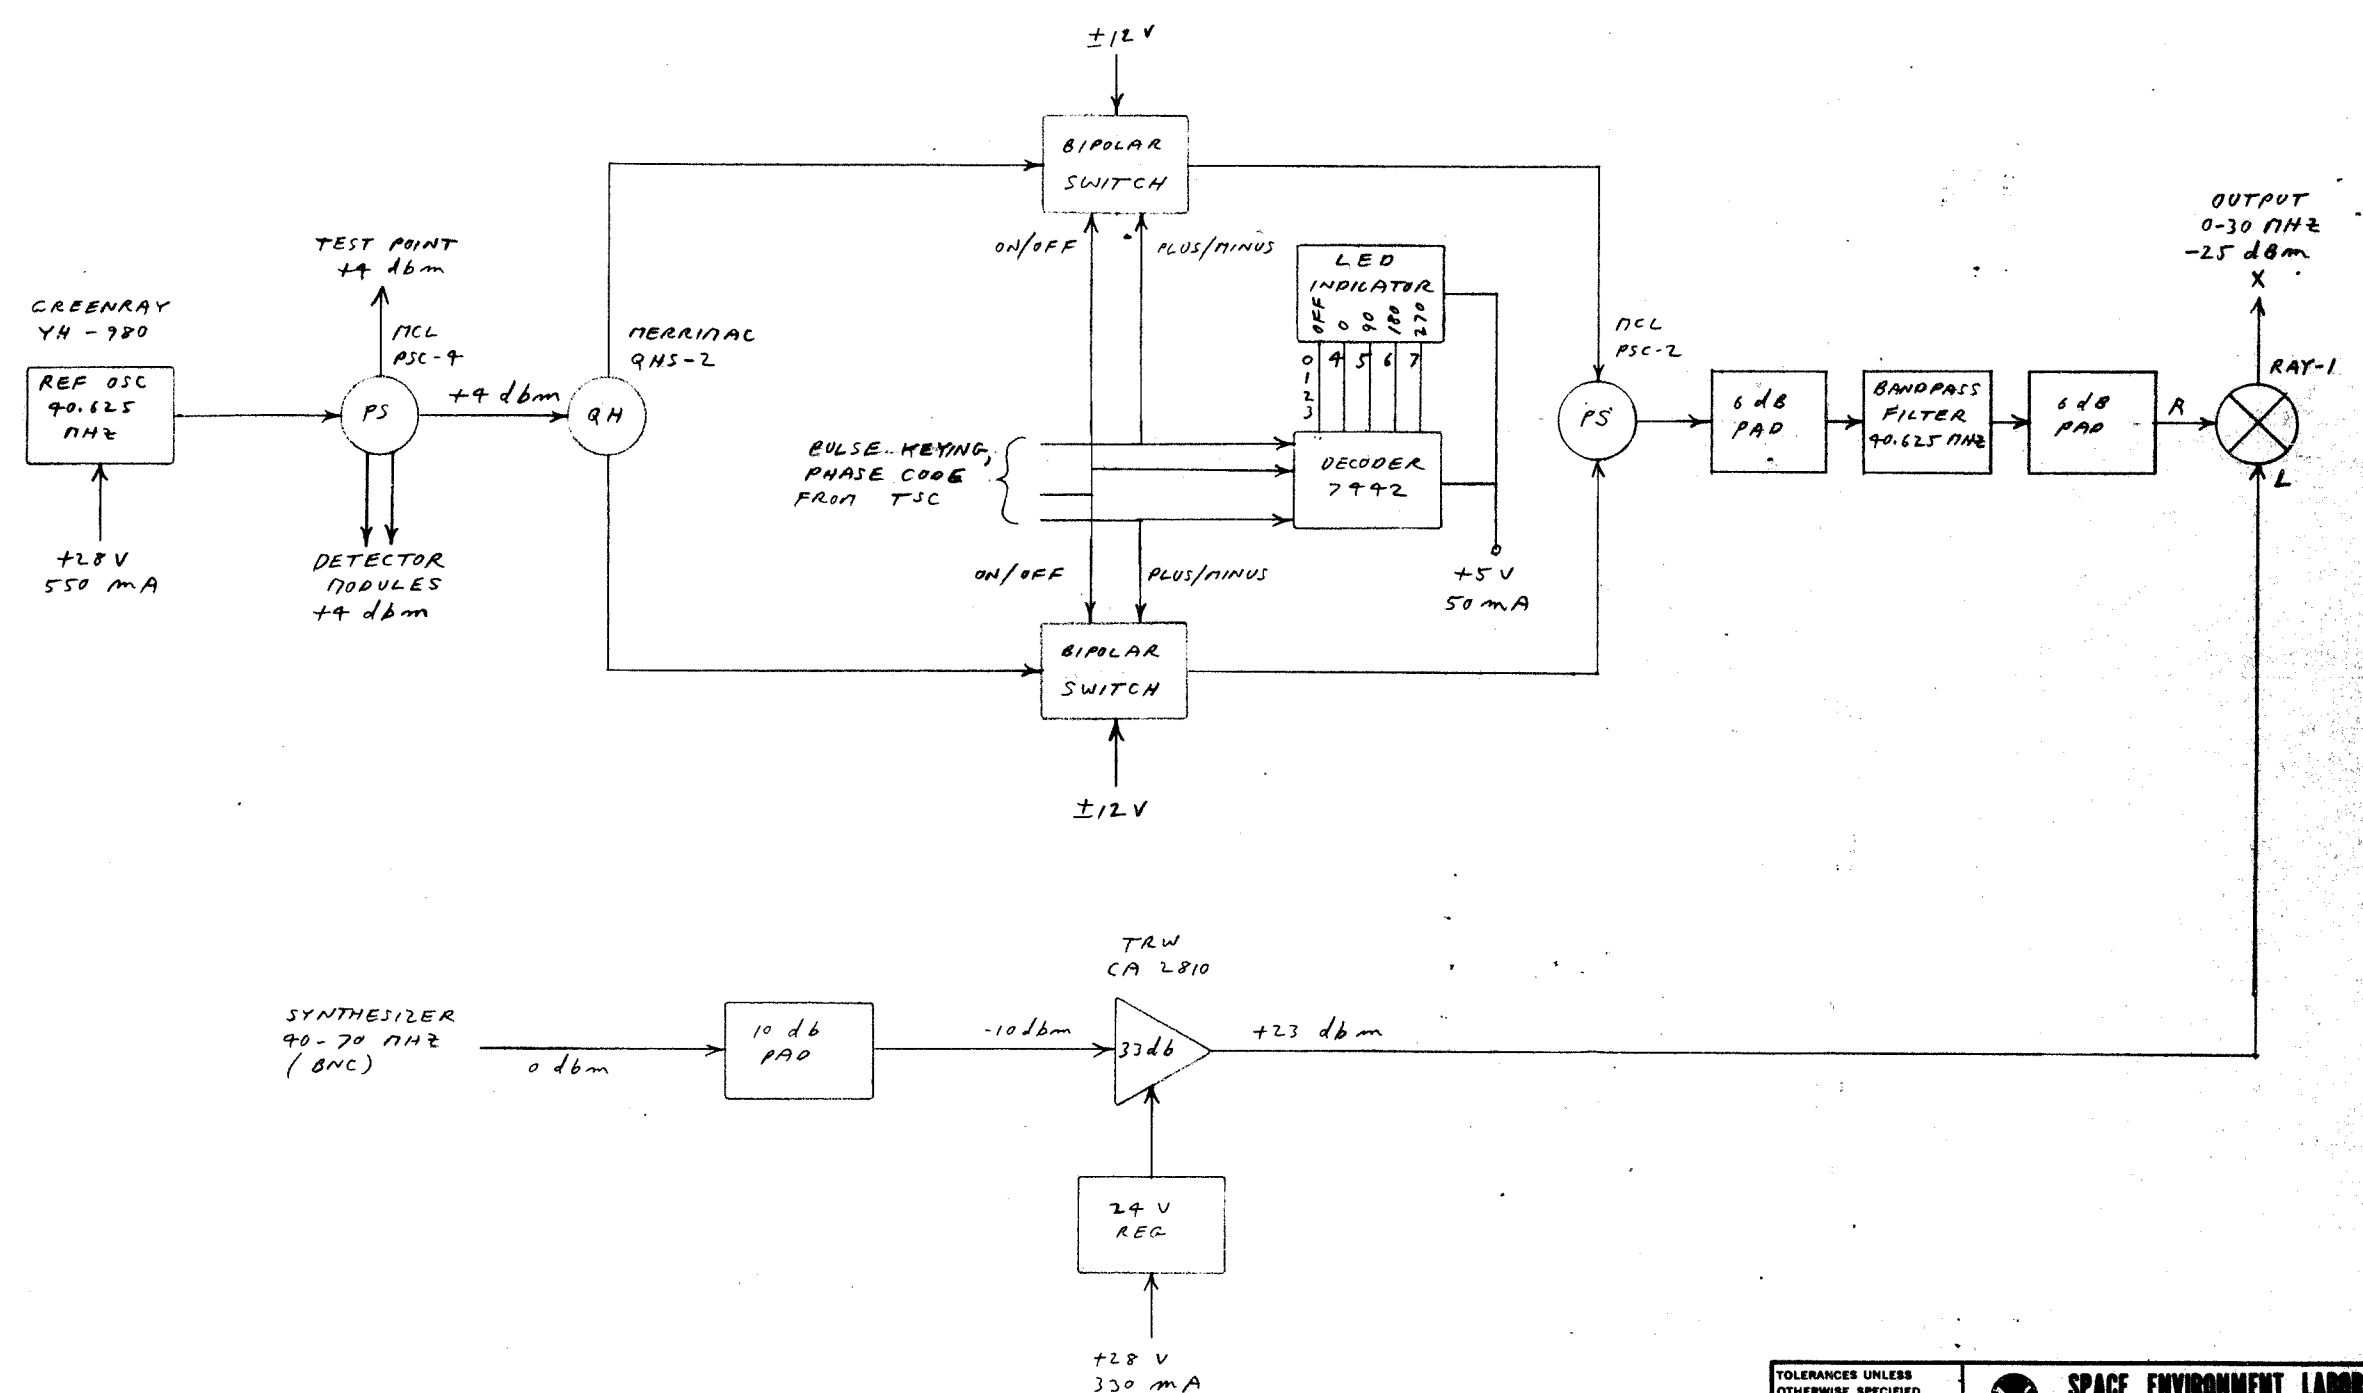 ±12 V
BIPOLAR
SWITCH
OUTPUT
0-30 MHZ
-25 dBm
X
TEST POINT
+4 dbm
ON/OFF
PLUS/MINUS
LED
INDICATOR
OFF 0 90 180 270
GREENRAY
YH-980
MCL
PSC-4
MERRIMAC
QHS-2
MCL
PSC-2
0 4 5 6 7
1
2
3
RAY-1
REF OSC
40.625
MHZ
PS
+4 dbm
QH
PS
6 dB
PAD
BANDPASS
FILTER
40.625 MHZ
6 dB
PAD
R
L
PULSE KEYING,
PHASE CODE
FROM TSC
DECODER
7442
+28 V
550 mA
DETECTOR
MODULES
+4 dbm
ON/OFF
PLUS/MINUS
+5 V
50 mA
BIPOLAR
SWITCH
±12 V
TRW
CA 2810
SYNTHESIZER
40-70 MHZ
(BNC)
0 dbm
10 db
PAD
-10 dbm
33db
+23 dbm
24 V
REG
+28 V
330 mA
TOLERANCES UNLESS
OTHERWISE SPECIFIED
SPACE ENVIRONMENT LABOR